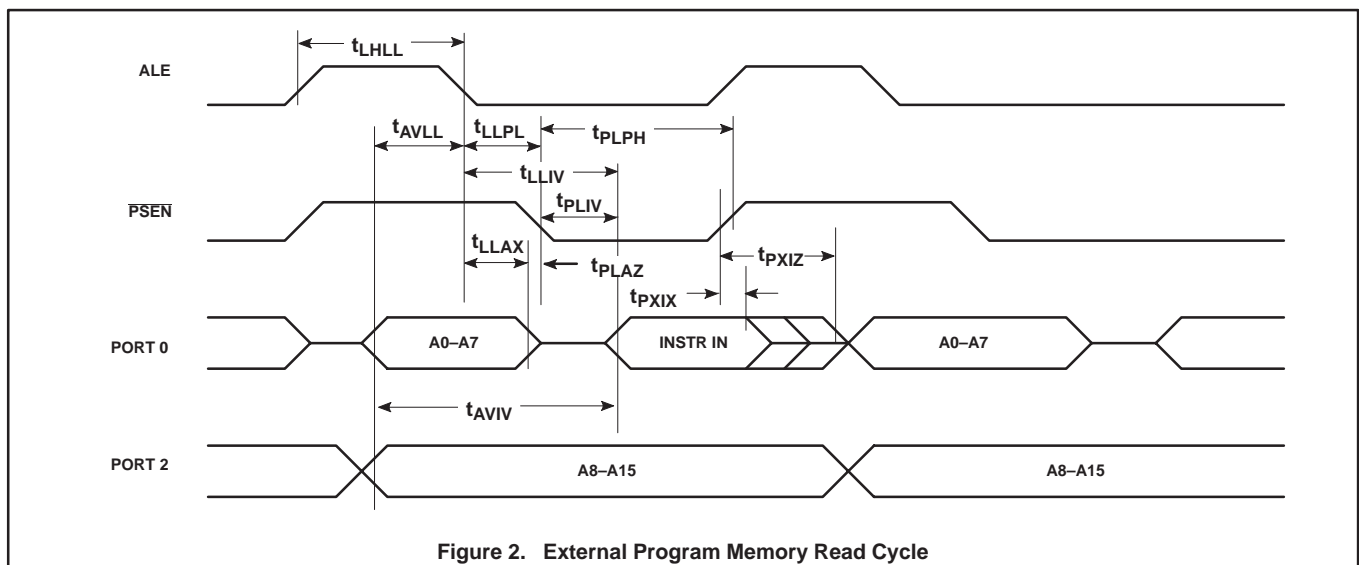 tLHLL
ALE
tAVLL
tLLPL
tPLPH
tLLIV
PSEN
tPLIV
tLLAX
tPLAZ
tPXIZ
tPXIX
PORT 0
A0–A7
INSTR IN
A0–A7
tAVIV
PORT 2
A8–A15
A8–A15
Figure 2. External Program Memory Read Cycle